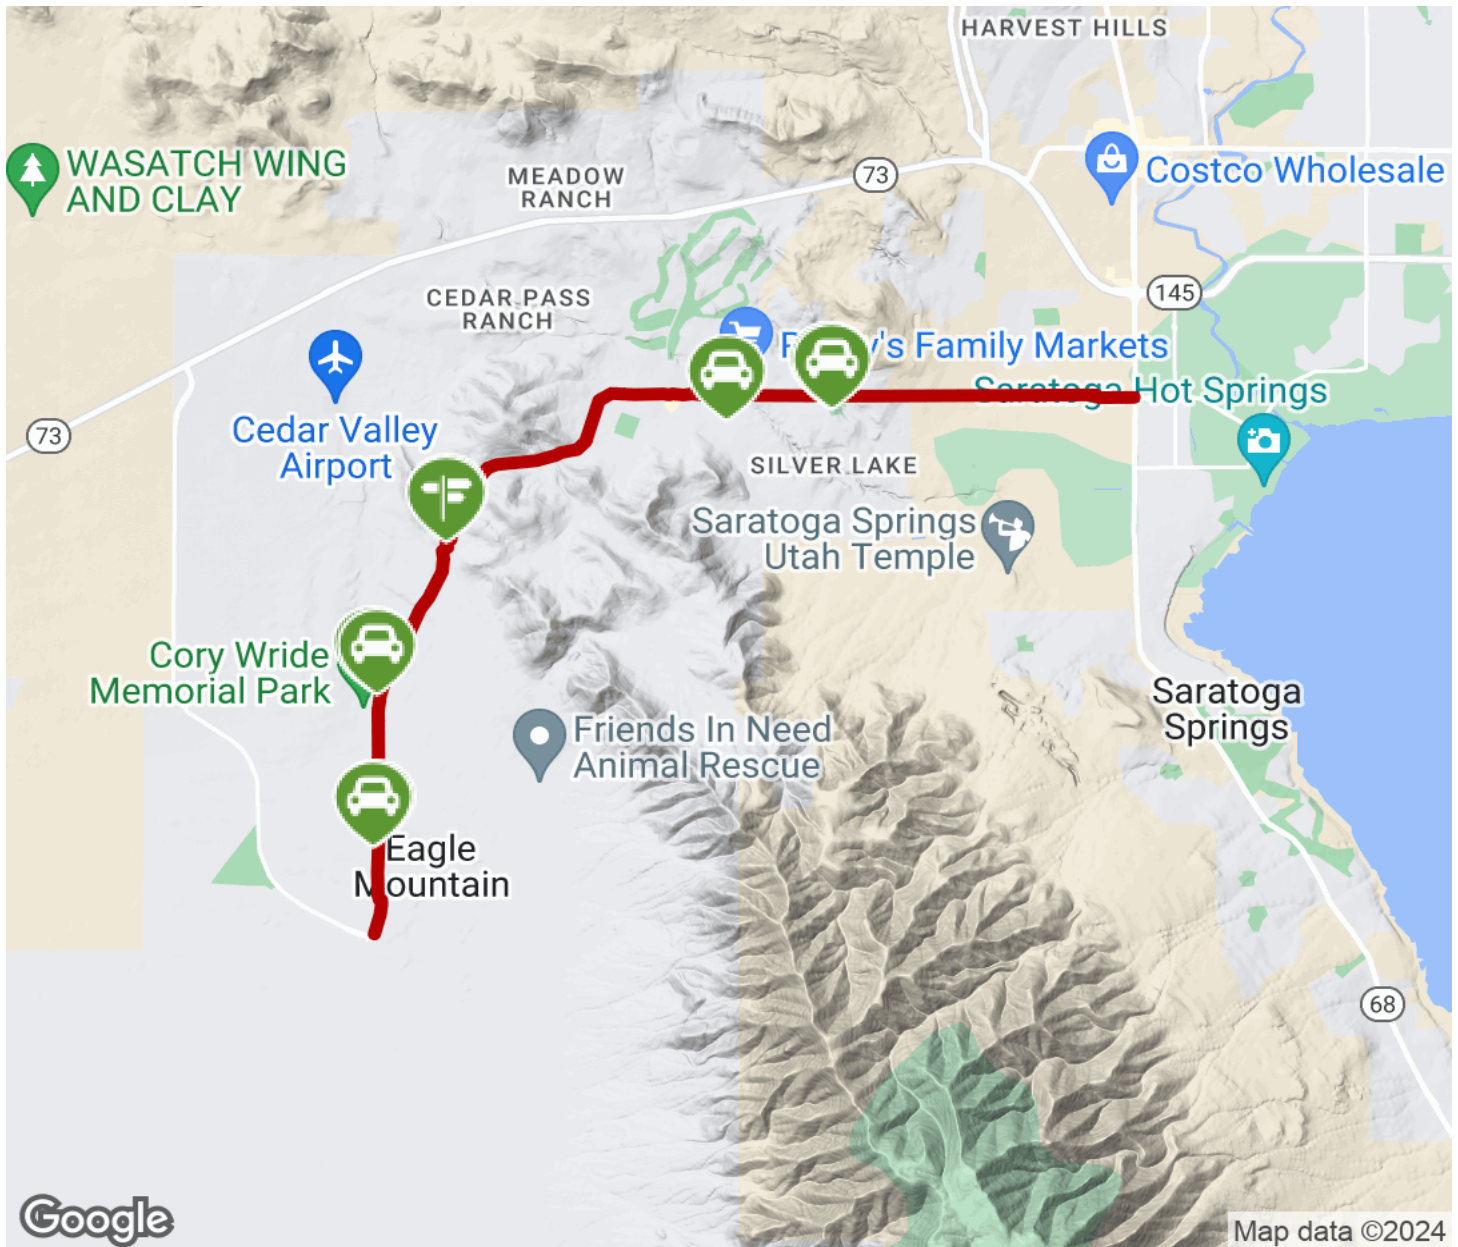 HARVEST HILLS
WASATCH WING
AND CLAY
MEADOW
RANCH
73
Costco Wholesale
145
CEDAR PASS
RANCH
Family Markets
Saratoga Hot Springs
Cedar Valley
Airport
73
SILVER LAKE
Saratoga Springs
Utah Temple
Cory Wride
Memorial Park
Saratoga
Springs
Friends In Need
Animal Rescue
Eagle
Mountain
68
Google
Map data ©2024